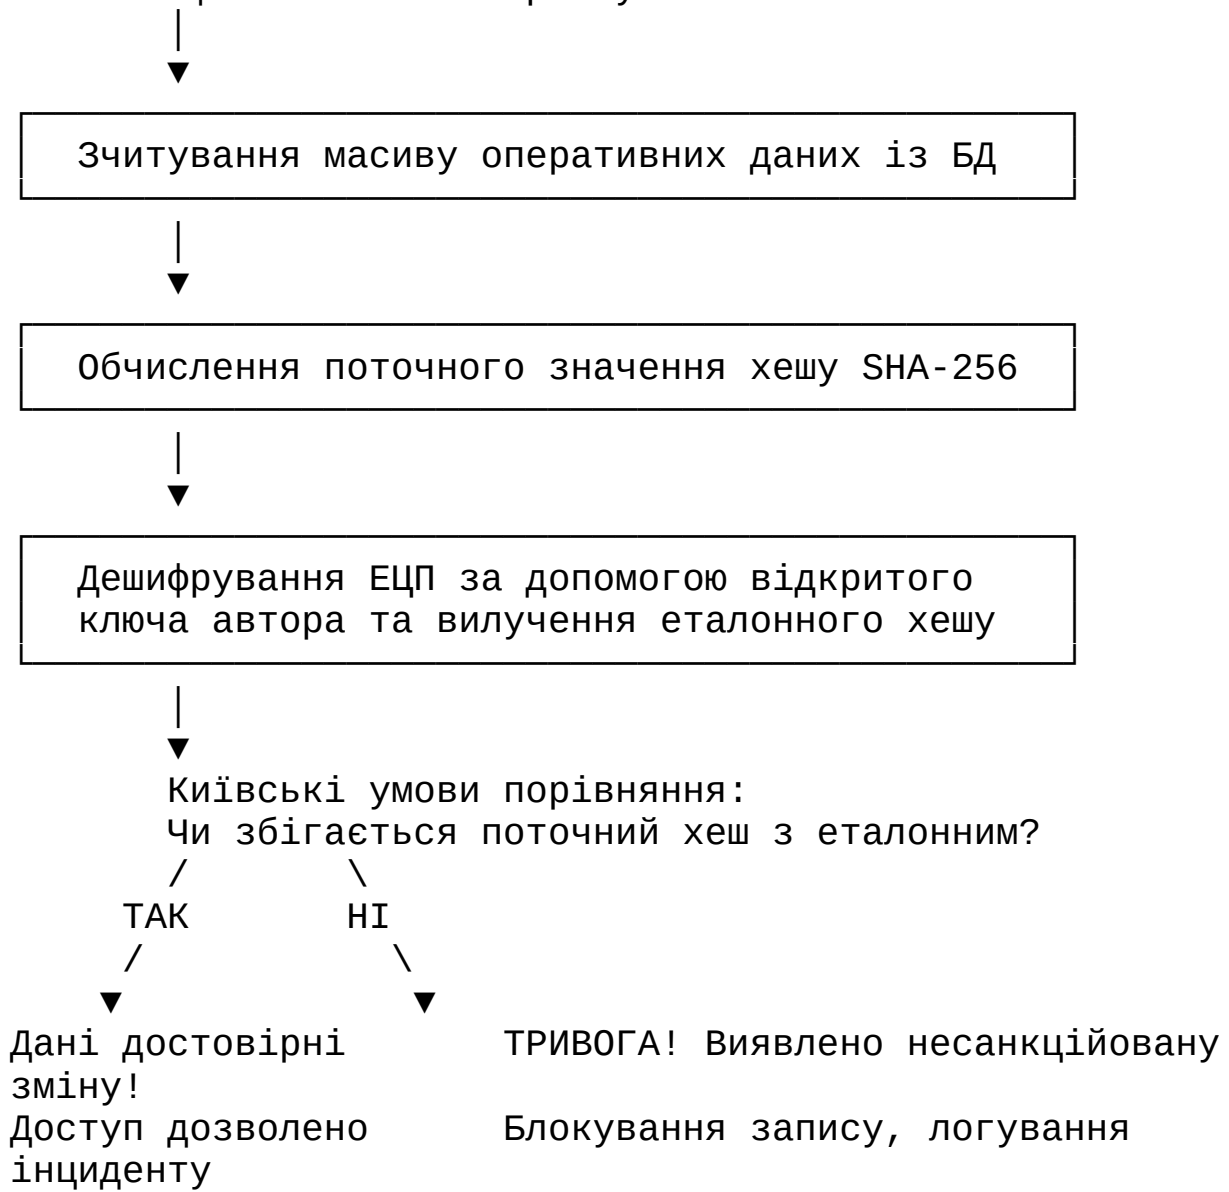 Зчитування масиву оперативних даних із БД
Обчислення поточного значення хешу SHA-256
Дешифрування ЕЦП за допомогою відкритого
ключа автора та вилучення еталонного хешу
Київські умови порівняння:
Чи збігається поточний хеш з еталонним?
ТАК НІ
Дані достовірні ТРИВОГА! Виявлено несанкційовану
зміну!
Доступ дозволено Блокування запису, логування
інциденту